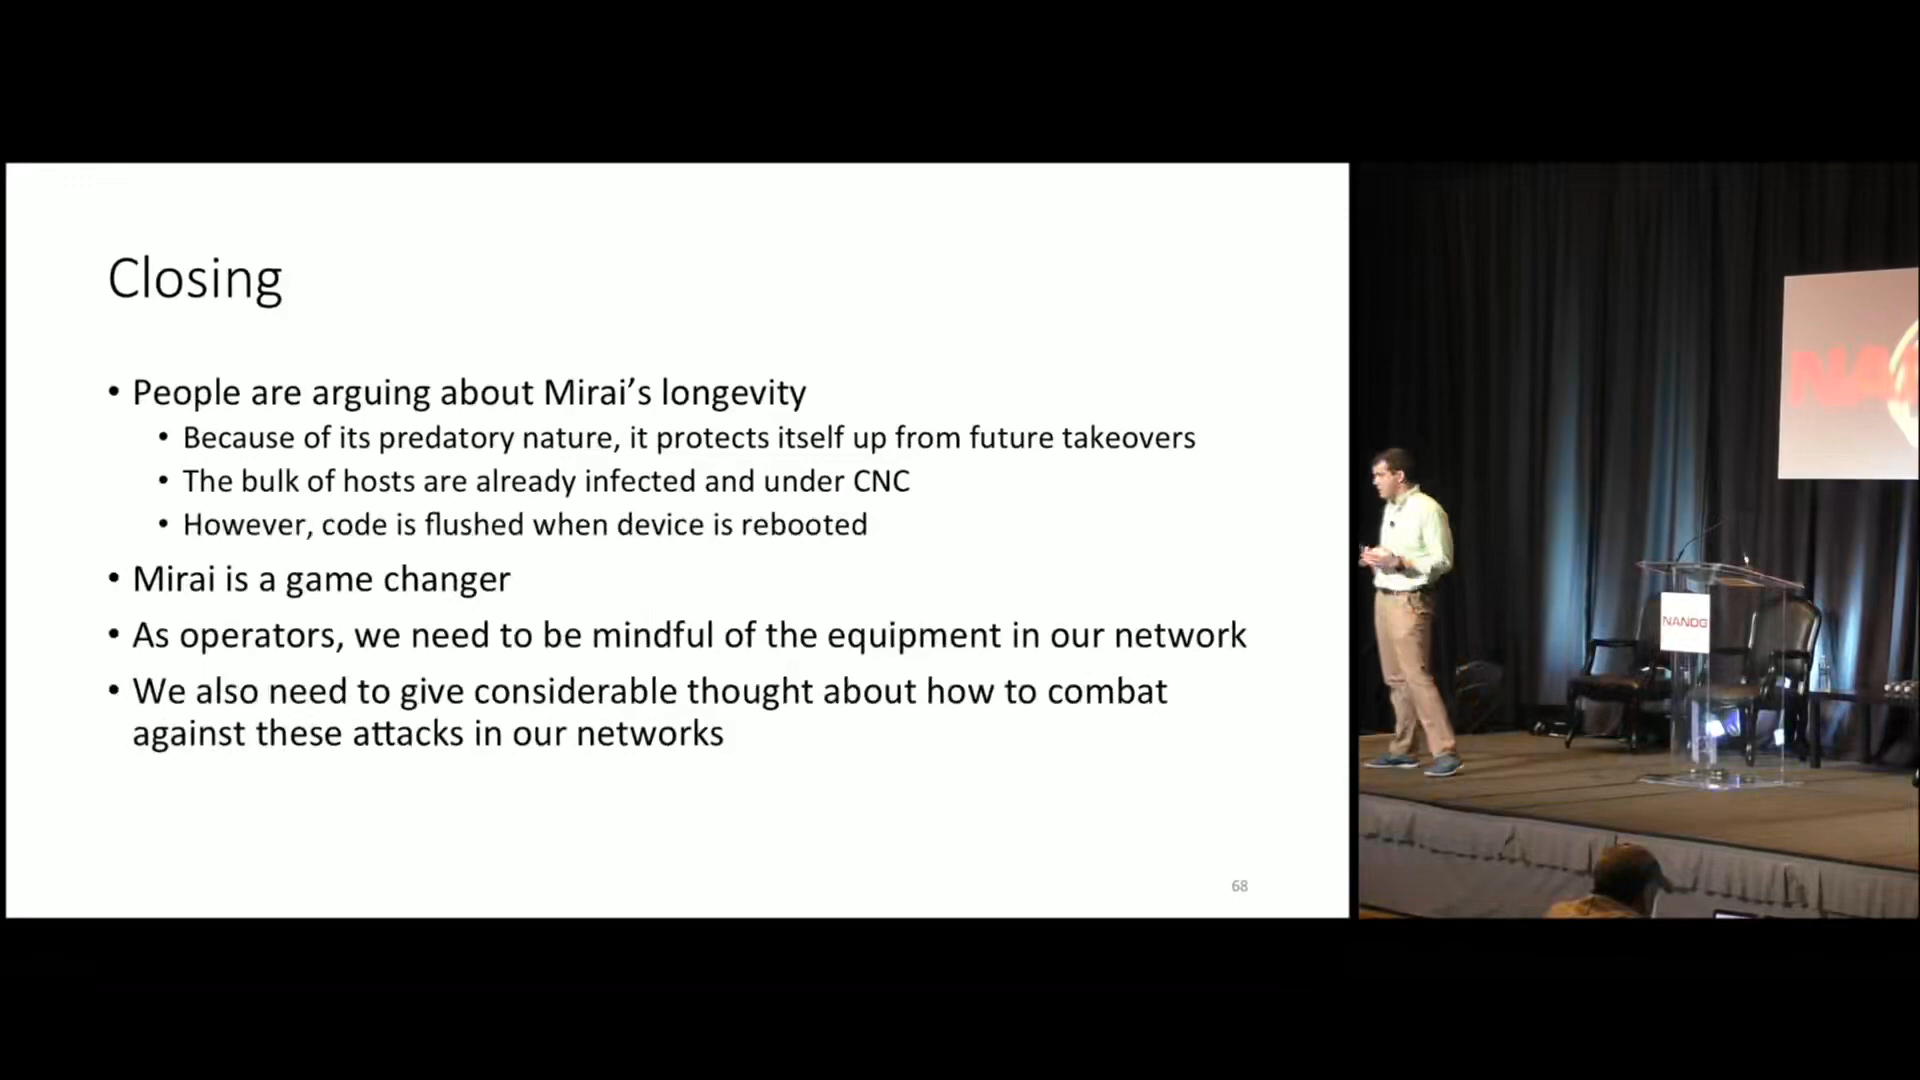 Closing
• People are arguing about Mirai's longevity
• Because of its predatory nature, it protects itself up from future takeovers
• The bulk of hosts are already infected and under CNC
• However, code is flushed when device is rebooted
• Mirai is a game changer
• As operators, we need to be mindful of the equipment in our network
• We also need to give considerable thought about how to combat
against these attacks in our networks
68
NANOG